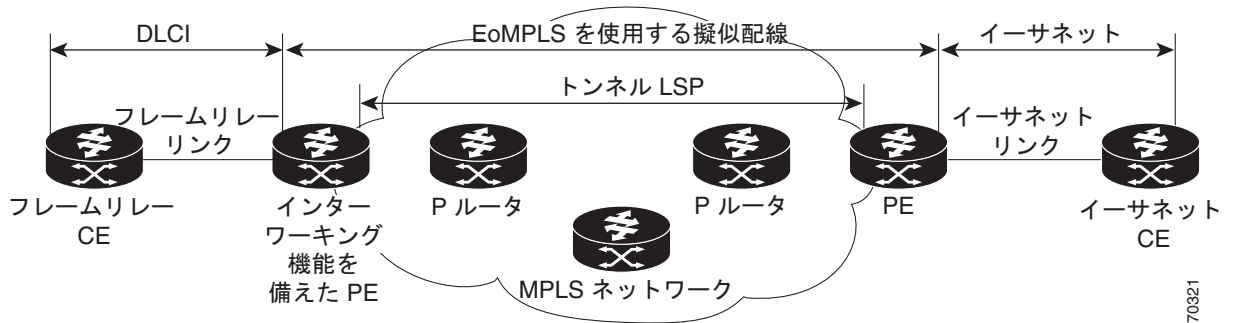 DLCI
EoMPLS を使用する擬似配線
イーサネット
トンネル LSP
フレームリレー
リンク
イーサネット
リンク
フレームリレー
CE
インター
ワーキング
機能を
備えた PE
P ルータ
P ルータ
PE
イーサネット
CE
MPLS ネットワーク
70321